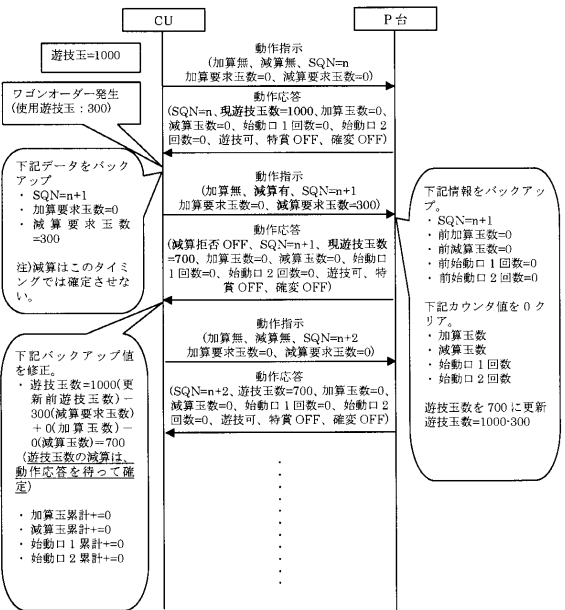 CU
P台
遊技玉=1000
動作指示
(加算無、減算無、SQN=n
加算要求玉数=0、減算要求玉数=0)
ワゴンオーダー発生
(使用遊技玉：300)
動作応答
(SQN=n、現遊技玉数=1000、加算玉数=0、
減算玉数=0、始動口1回数=0、始動口2
回数=0、遊技可、特賞OFF、確変OFF)
下記データをバック
アップ
・ SQN=n+1
・ 加算要求玉数=0
・ 減算要求玉数
=300
注)減算はこのタイミ
ングでは確定させな
い。
動作指示
(加算無、減算有、SQN=n+1
加算要求玉数=0、減算要求玉数=300)
下記情報をバックアッ
プ。
・ SQN=n+1
・ 前加算玉数=0
・ 前減算玉数=0
・ 前始動口1回数=0
・ 前始動口2回数=0
下記カウンタ値を0ク
リア。
・ 加算玉数
・ 減算玉数
・ 始動口1回数
・ 始動口2回数
遊技玉数を700に更新
遊技玉数=1000-300
動作応答
(減算拒否OFF、SQN=n+1、現遊技玉数
=700、加算玉数=0、減算玉数=0、始動口
1回数=0、始動口2回数=0、遊技可、特
賞OFF、確変OFF)
下記バックアップ値
を修正。
・ 遊技玉数=1000(更
新前遊技玉数)－
300(減算要求玉数)
＋0(加算玉数)－
0(減算玉数)=700
(遊技玉数の減算は、
動作応答を待って確
定)
・ 加算玉累計+=0
・ 減算玉累計+=0
・ 始動口1累計+=0
・ 始動口2累計+=0
動作指示
(加算無、減算無、SQN=n+2
加算要求玉数=0、減算要求玉数=0)
動作応答
(SQN=n+2、遊技玉数=700、加算玉数=0、
減算玉数=0、始動口1回数=0、始動口2
回数=0、遊技可、特賞OFF、確変OFF)